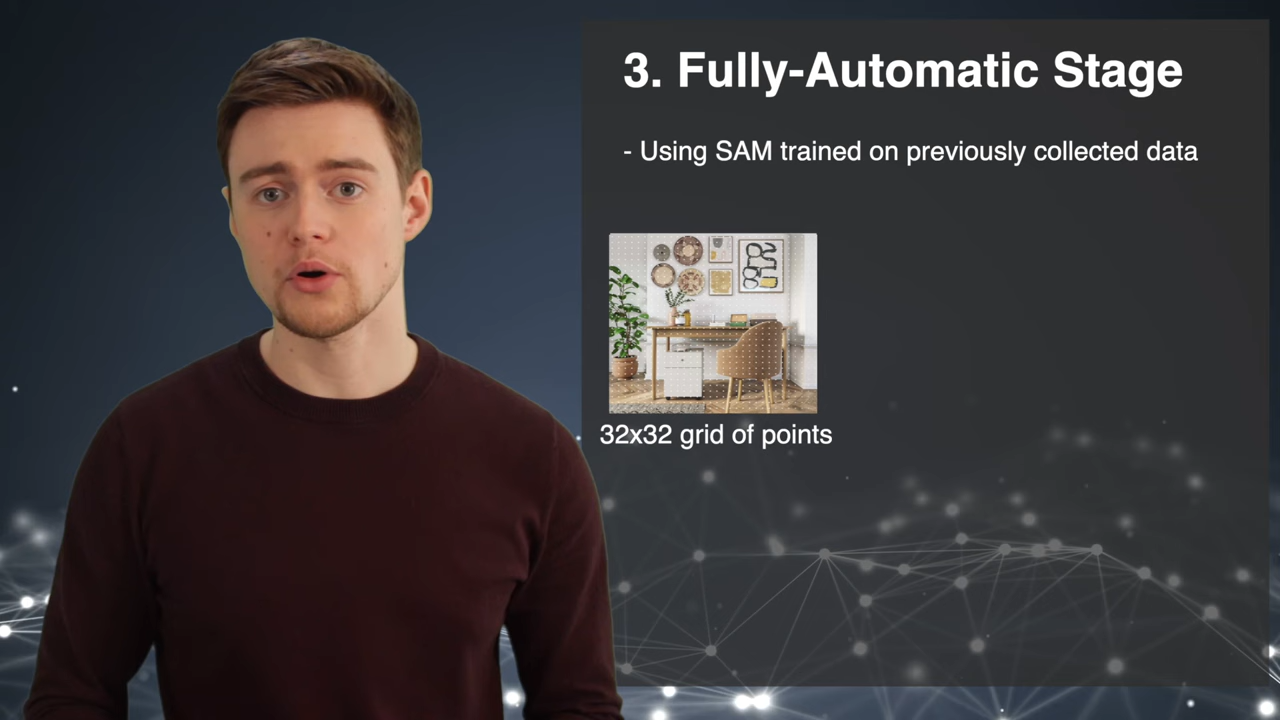 3. Fully-Automatic Stage
- Using SAM trained on previously collected data
32x32 grid of points